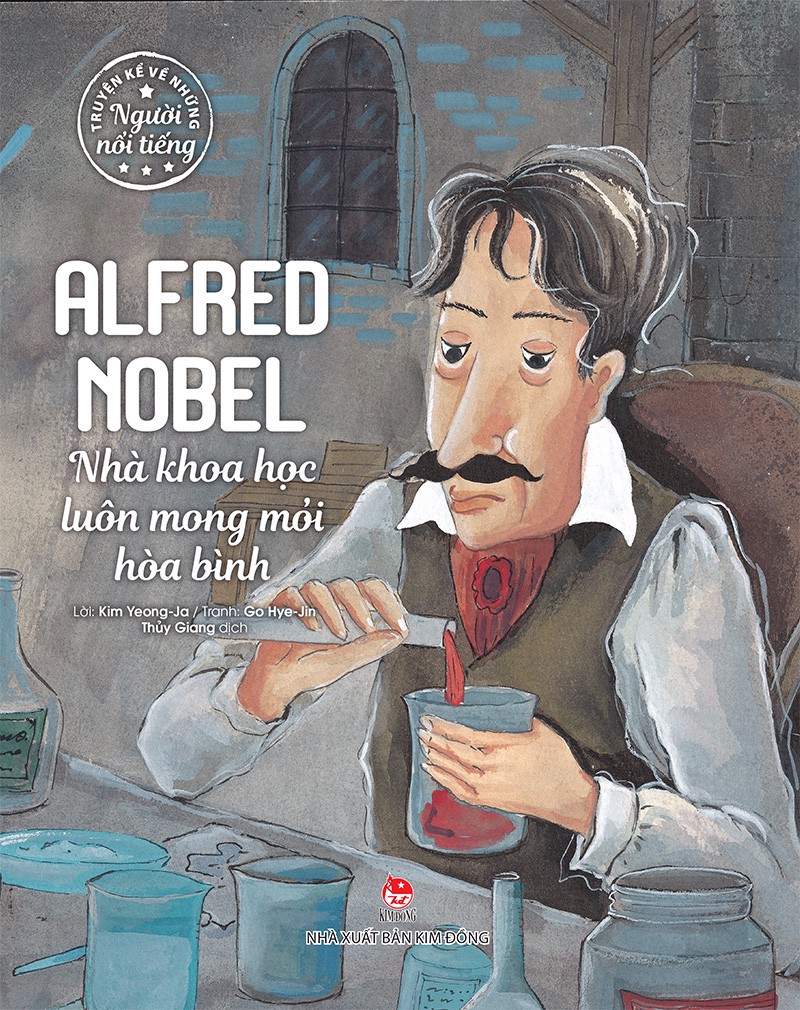 TRUYỆN KỂ VỀ NHỮNG
Người
nổi tiếng
ALFRED
NOBEL
Nhà khoa học
luôn mong mỏi
hòa bình
Lời: Kim Yeong-Ja / Tranh: Go Hye-Jin
Thủy Giang dịch
KIM ĐỒNG
NHÀ XUẤT BẢN KIM ĐỒNG